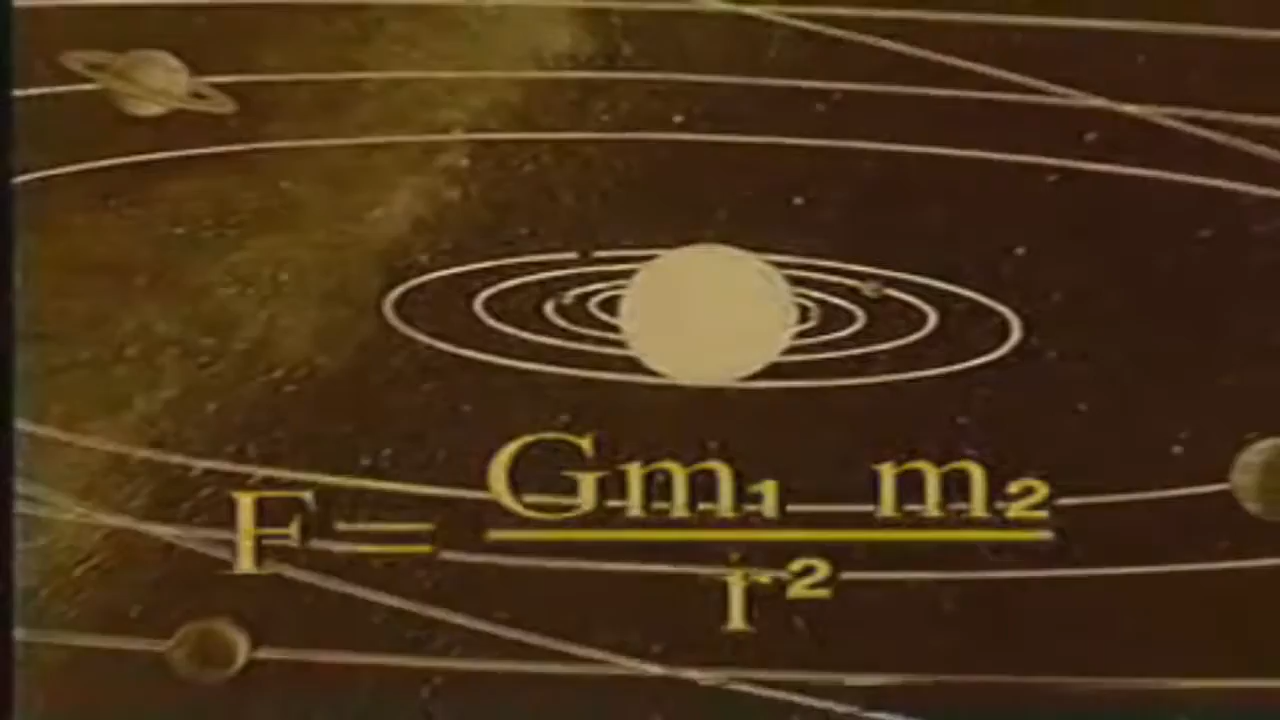 F = Gm₁ m₂
r²